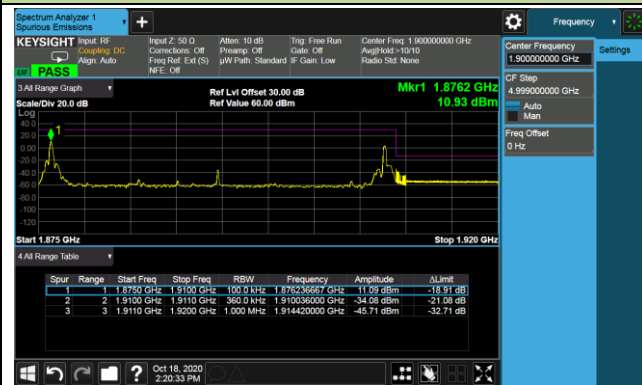 Spectrum Analyzer 1
Spurious Emissions
Frequency
KEYSIGHT
Input: RF
Coupling: DC
Align: Auto
Input Z: 50 Ω
Corrections: Off
Freq Ref: Ext (S)
NFE: Off
Atten: 10 dB
Preamp: Off
µW Path: Standard
Trig: Free Run
Gate: Off
IF Gain: Low
Center Freq: 1.900000000 GHz
Avg|Hold:>10/10
Radio Std: None
PASS
Center Frequency
1.900000000 GHz
Settings
CF Step
4.999000000 GHz
Auto
Man
Freq Offset
0 Hz
3 All Range Graph
Scale/Div 20.0 dB
Ref Lvl Offset 30.00 dB
Ref Value 60.00 dBm
Mkr1 1.8762 GHz
10.93 dBm
Log
40.0
20.0
0.00
-20.0
-40.0
-60.0
-80.0
-100
-120
1
Start 1.875 GHz
Stop 1.920 GHz
4 All Range Table
Spur Range Start Freq Stop Freq RBW Frequency Amplitude ΔLimit
1 1 1.8750 GHz 1.9100 GHz 100.0 kHz 1.876236667 GHz 11.09 dBm -18.91 dB
2 2 1.9100 GHz 1.9110 GHz 360.0 kHz 1.910036000 GHz -34.08 dBm -21.08 dB
3 3 1.9110 GHz 1.9200 GHz 1.000 MHz 1.914420000 GHz -45.71 dBm -32.71 dB
Oct 18, 2020
2:20:33 PM